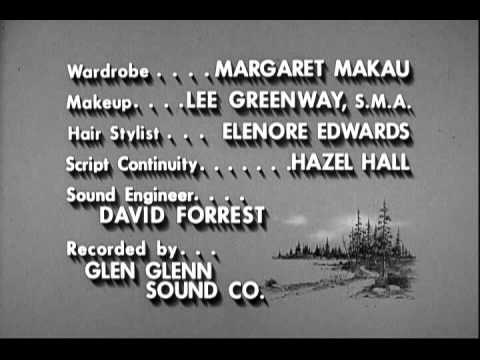 Wardrobe .... MARGARET MAKAU
Makeup.... LEE GREENWAY, S.M.A.
Hair Stylist ... ELENORE EDWARDS
Script Continuity....... HAZEL HALL
Sound Engineer....
DAVID FORREST
Recorded by...
GLEN GLENN
SOUND CO.